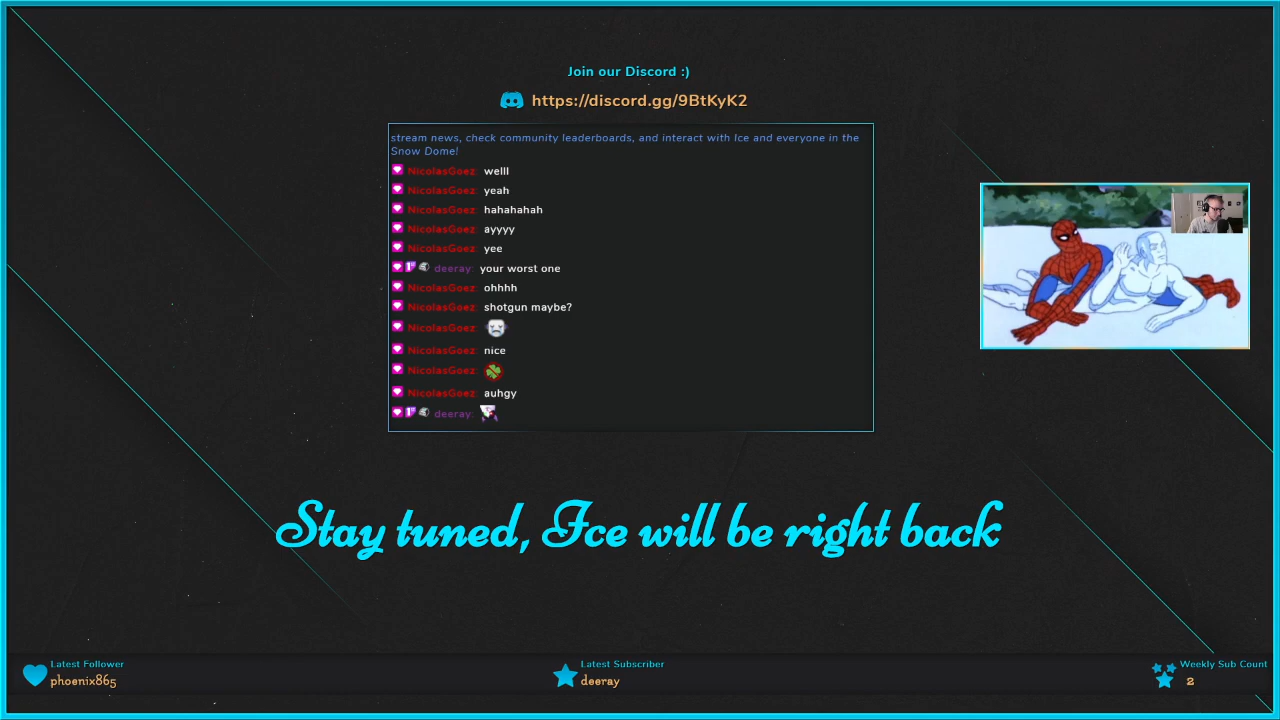 Join our Discord :)
https://discord.gg/9BtKyK2
stream news, check community leaderboards, and interact with Ice and everyone in the
Snow Dome!
NicolasGoez: welll
NicolasGoez: yeah
NicolasGoez: hahahahah
NicolasGoez: ayyyy
NicolasGoez: yee
deeray: your worst one
NicolasGoez: ohhhh
NicolasGoez: shotgun maybe?
NicolasGoez:
NicolasGoez: nice
NicolasGoez:
NicolasGoez: auhgy
deeray:
Stay tuned, Ice will be right back
Latest Follower
phoenix865
Latest Subscriber
deeray
Weekly Sub Count
2